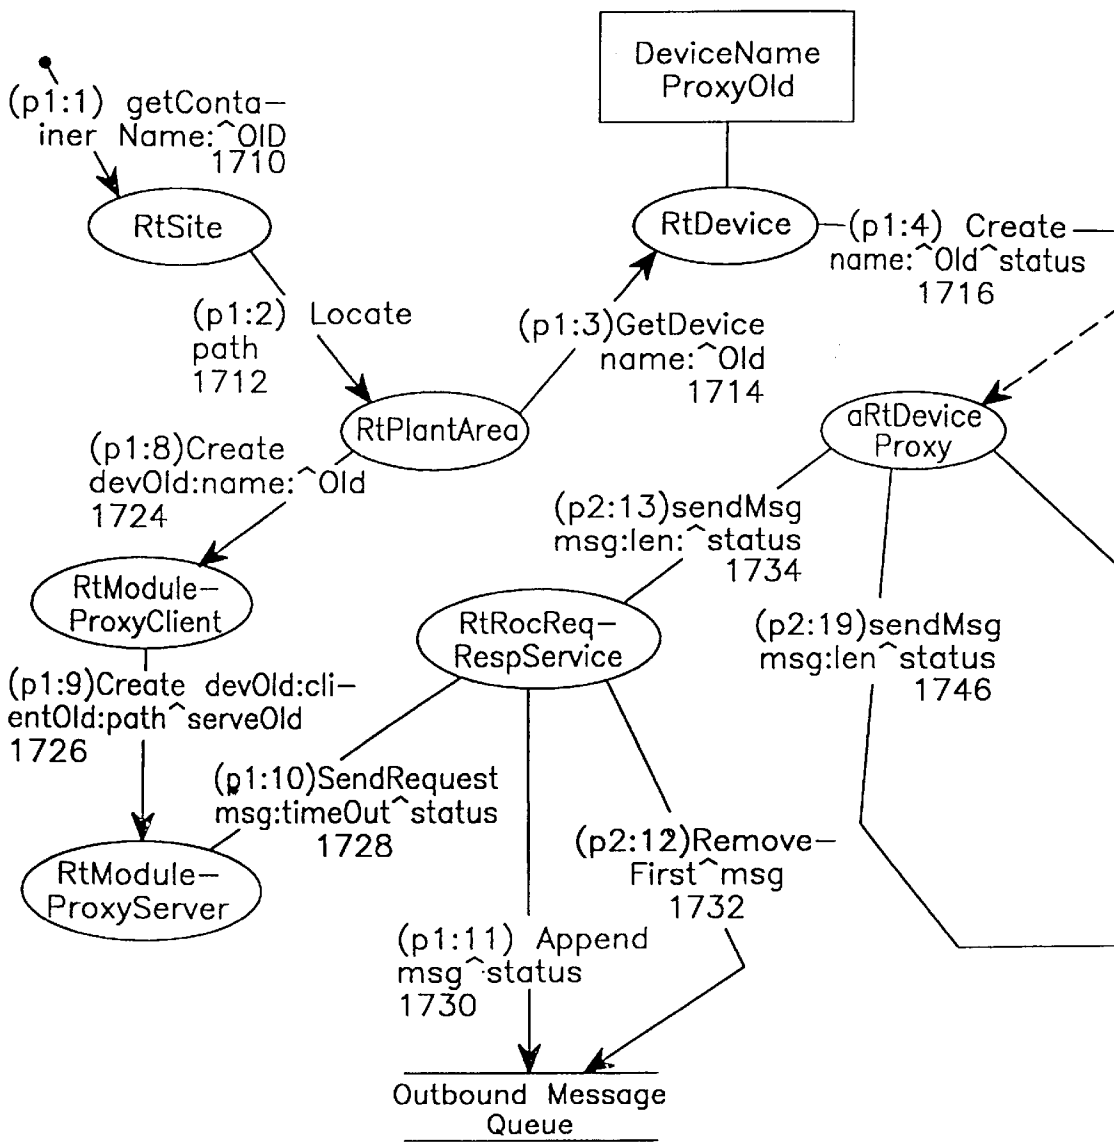 DeviceName
ProxyOld
(p1:1) getConta-
iner Name:^OID
1710
RtSite
RtDevice
(p1:4) Create
name:^Old^status
1716
(p1:2) Locate
path
1712
(p1:3)GetDevice
name:^Old
1714
RtPlantArea
aRtDevice
Proxy
(p1:8)Create
devOld:name:^Old
1724
(p2:13)sendMsg
msg:len:^status
1734
RtModule-
ProxyClient
RtRocReq-
RespService
(p2:19)sendMsg
msg:len^status
1746
(p1:9)Create devOld:cli-
entOld:path^serveOld
1726
(p1:10)SendRequest
msg:timeOut^status
1728
(p2:12)Remove-
First^msg
1732
RtModule-
ProxyServer
(p1:11) Append
msg^status
1730
Outbound Message
Queue